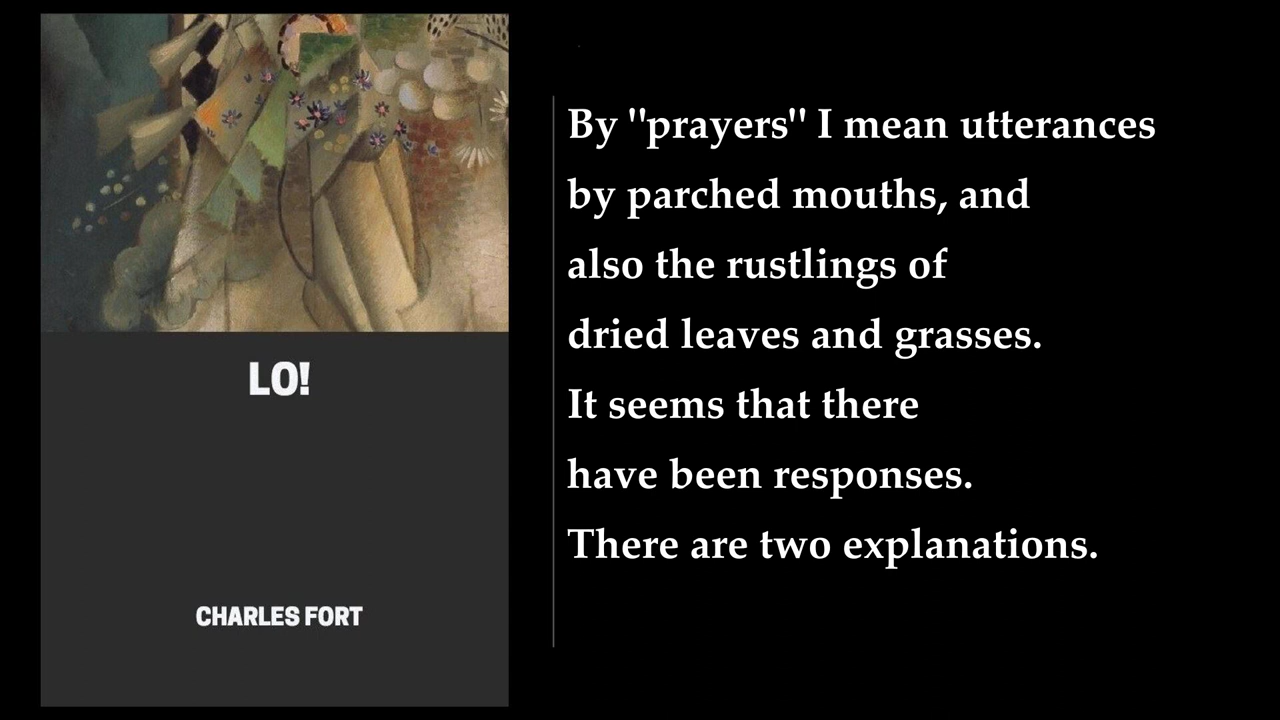 LO!
CHARLES FORT
By "prayers" I mean utterances
by parched mouths, and
also the rustlings of
dried leaves and grasses.
It seems that there
have been responses.
There are two explanations.